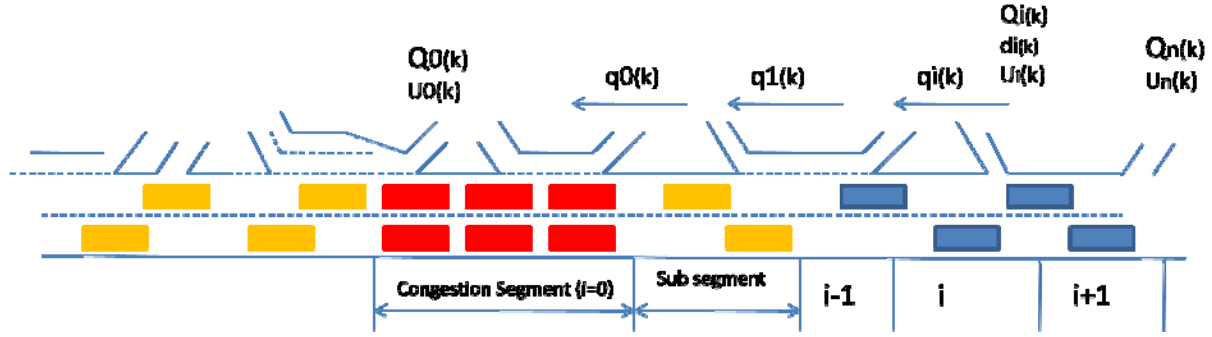 Qi(k)
di(k)
Ui(k)
Q0(k)
U0(k)
Qn(k)
Un(k)
q0(k)
q1(k)
qi(k)
Congestion Segment (i=0)
Sub segment
i-1
i
i+1